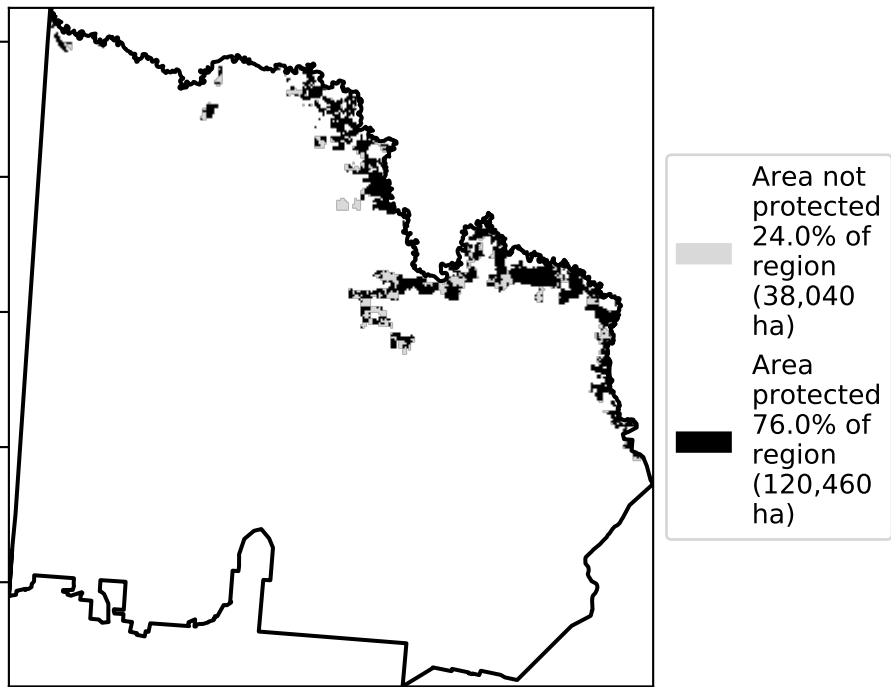 Area not
protected
24.0% of
region
(38,040
ha)
Area
protected
76.0% of
region
(120,460
ha)